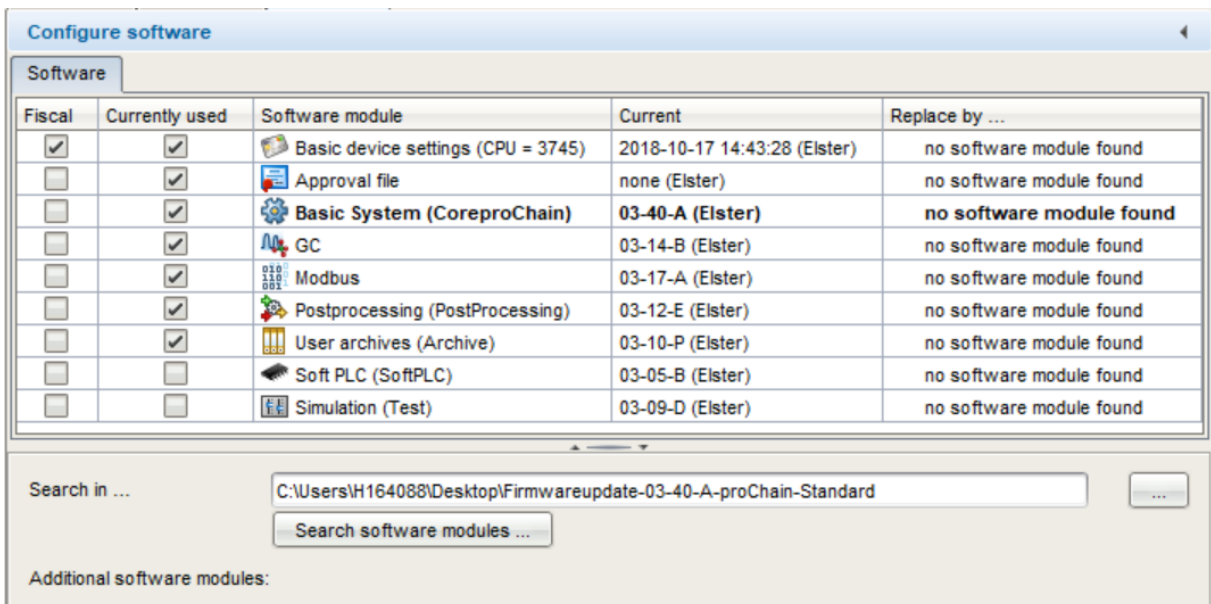 Configure software
Software
Fiscal Currently used Software module Current Replace by ...
Basic device settings (CPU = 3745) 2018-10-17 14:43:28 (Elster) no software module found
Approval file none (Elster) no software module found
Basic System (CoreproChain) 03-40-A (Elster) no software module found
GC 03-14-B (Elster) no software module found
Modbus 03-17-A (Elster) no software module found
Postprocessing (PostProcessing) 03-12-E (Elster) no software module found
User archives (Archive) 03-10-P (Elster) no software module found
Soft PLC (SoftPLC) 03-05-B (Elster) no software module found
Simulation (Test) 03-09-D (Elster) no software module found
Search in ... C:\Users\H164088\Desktop\Firmwareupdate-03-40-A-proChain-Standard ...
Search software modules ...
Additional software modules: